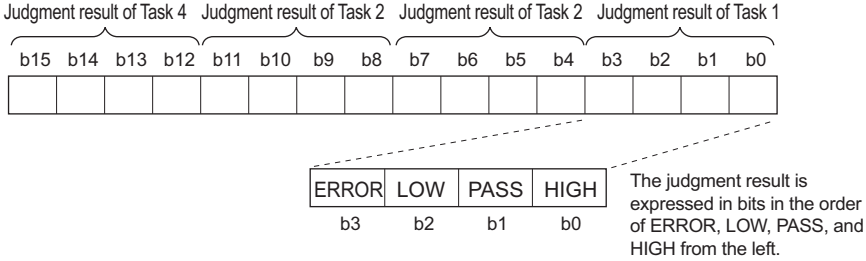 Judgment result of Task 4 Judgment result of Task 2 Judgment result of Task 2 Judgment result of Task 1
b15 b14 b13 b12 b11 b10 b9 b8 b7 b6 b5 b4 b3 b2 b1 b0
ERROR LOW PASS HIGH
b3 b2 b1 b0
The judgment result is
expressed in bits in the order
of ERROR, LOW, PASS, and
HIGH from the left.